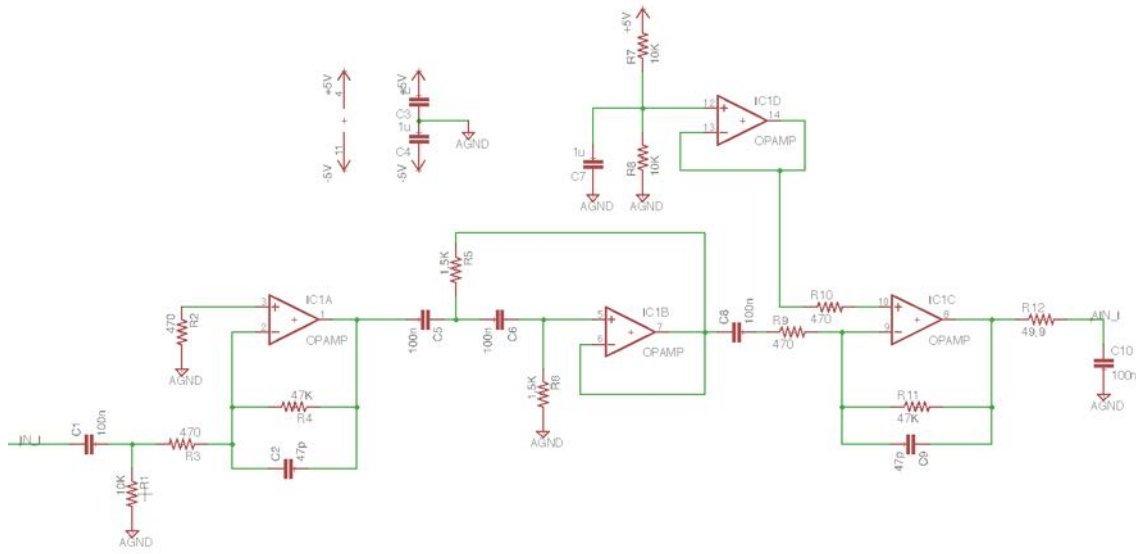 +5V
R7
10K
+5V
4
11
-5V
+5V
1u
C3
1u
C4
-5V
AGND
12
13
14
IC1D
OPAMP
1u
C7
R8
10K
AGND
AGND
1,5K
R5
470
R2
AGND
3
2
1
IC1A
OPAMP
100n
C5
100n
C6
5
6
7
IC1B
OPAMP
1,5K
R6
AGND
C8
100n
R9
470
R10
470
10
9
8
IC1C
OPAMP
R12
49,9
AIN_I
C10
100n
AGND
47K
R4
C2
47p
R11
47K
47p
C9
IN_I
C1
100n
470
R3
10K
R1
AGND